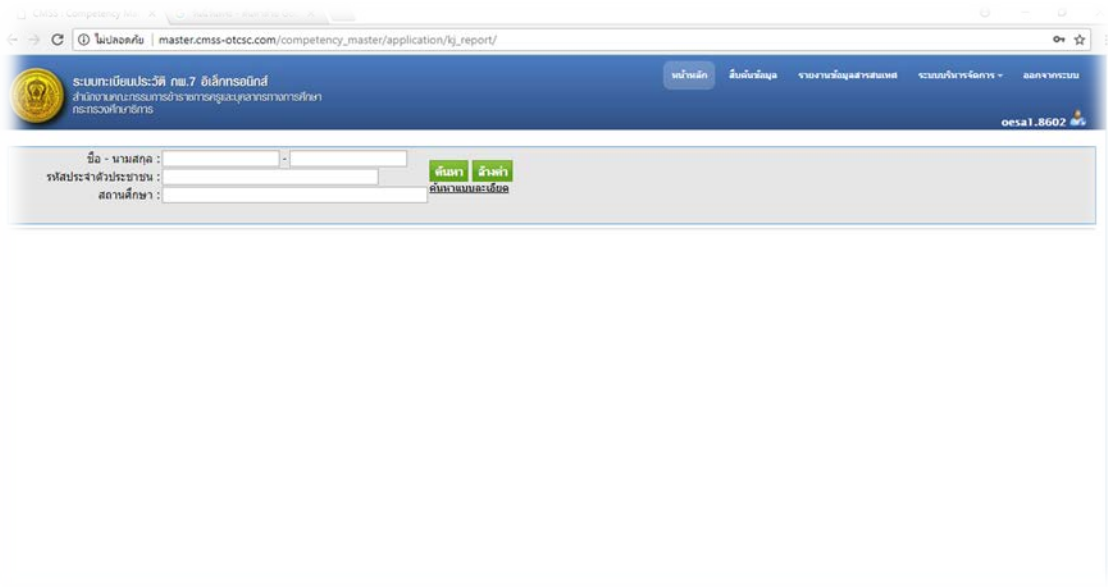 CMSS : Competency M
ไม่ปลอดภัย | master.cmss-otcsc.com/competency_master/application/kj_report/
ระบบทะเบียนประวัติ กพ.7 อิเล็กทรอนิกส์
สำนักงานคณะกรรมการข้าราชการครูและบุคลากรทางการศึกษา
กระทรวงศึกษาธิการ
หน้าหลัก สืบค้นข้อมูล รายงานข้อมูลสารสนเทศ ระบบบริหารจัดการ ออกจากระบบ
oesa1.8602
ชื่อ - นามสกุล : -
รหัสประจำตัวประชาชน :
สถานศึกษา :
ค้นหา ล้างค่า
ค้นหาแบบละเอียด